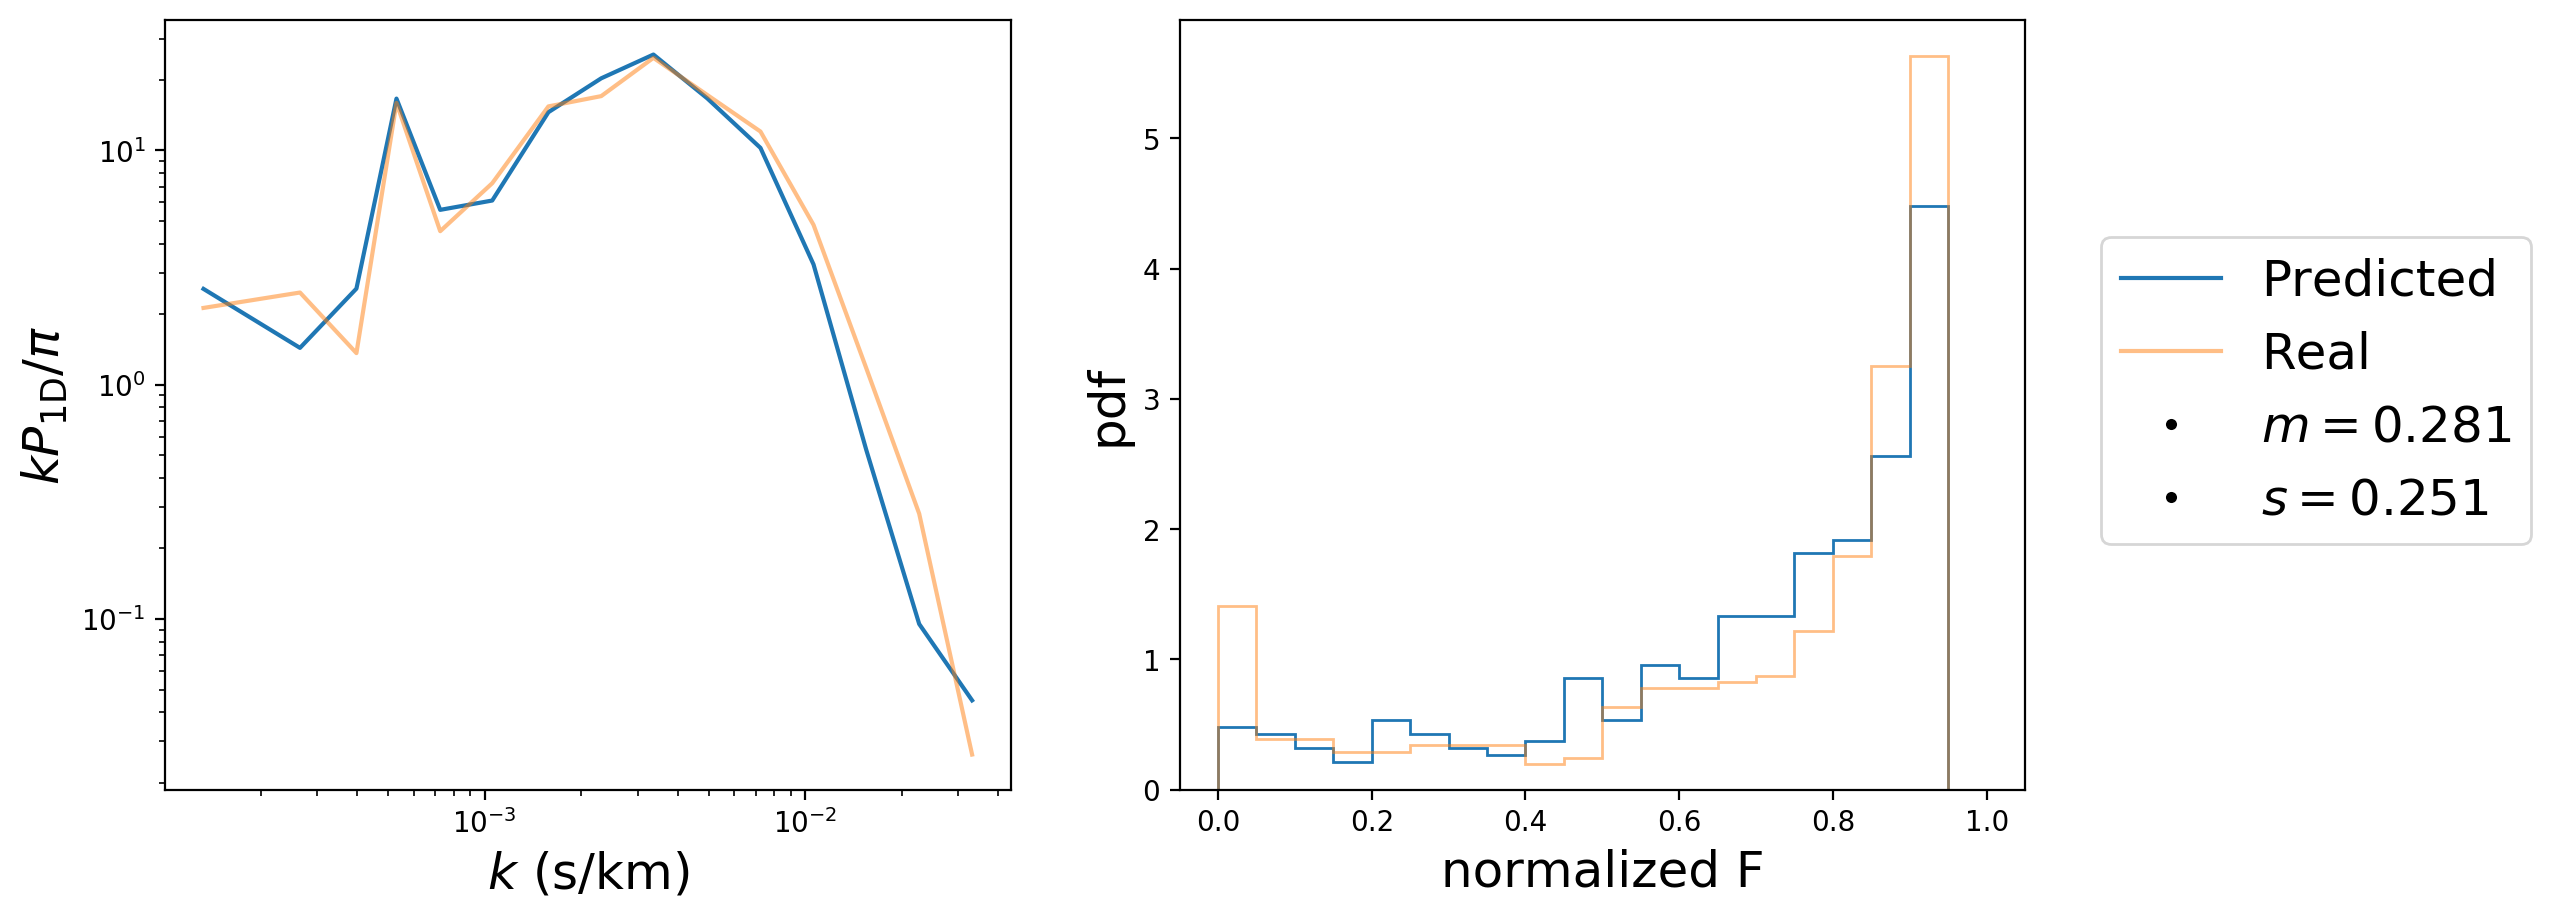 10¹
10⁰
10⁻¹
kP₁D/π
10⁻³ 10⁻²
k (s/km)
5
4
3
2
1
0
pdf
0.0 0.2 0.4 0.6 0.8 1.0
normalized F
Predicted
Real
m = 0.281
s = 0.251